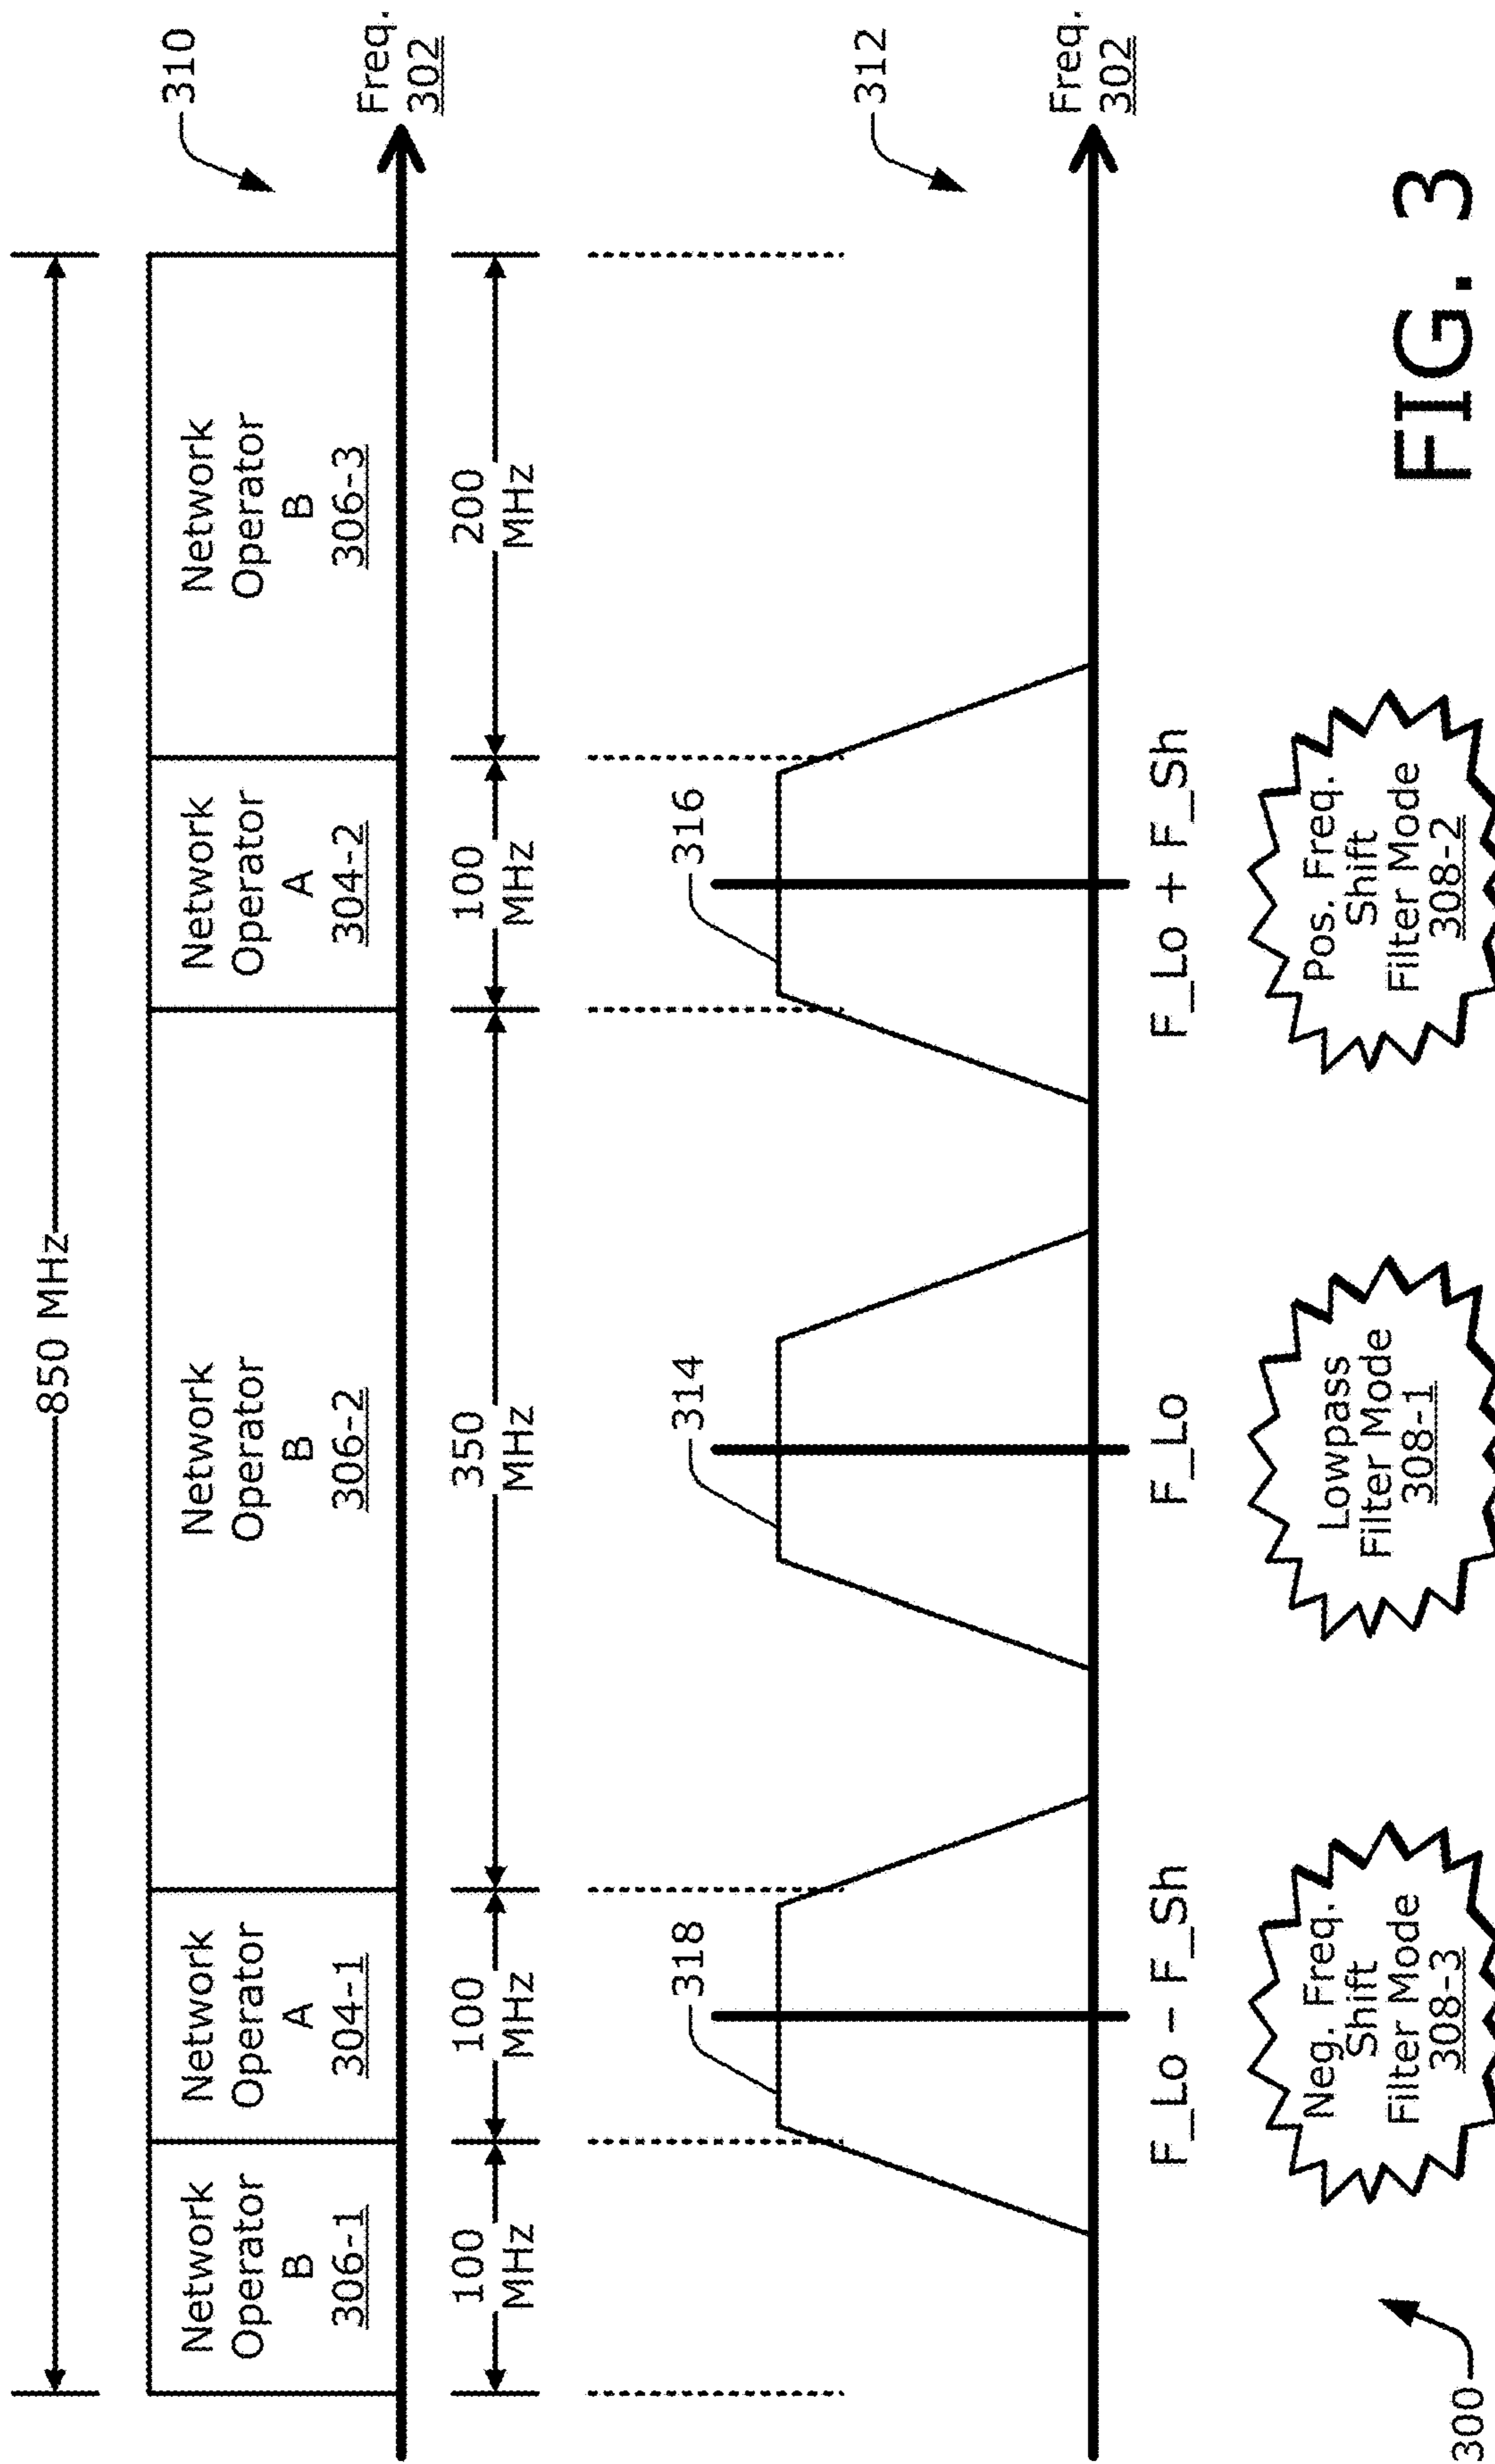 850 MHz
310
Network
Operator
B
306-1
Network
Operator
A
304-1
Network
Operator
B
306-2
Network
Operator
A
304-2
Network
Operator
B
306-3
Freq.
302
100
MHz
100
MHz
350
MHz
100
MHz
200
MHz
312
318
314
316
Freq.
302
F_Lo – F_Sh
F_Lo
F_Lo + F_Sh
Neg. Freq.
Shift
Filter Mode
308-3
Lowpass
Filter Mode
308-1
Pos. Freq.
Shift
Filter Mode
308-2
300
FIG. 3